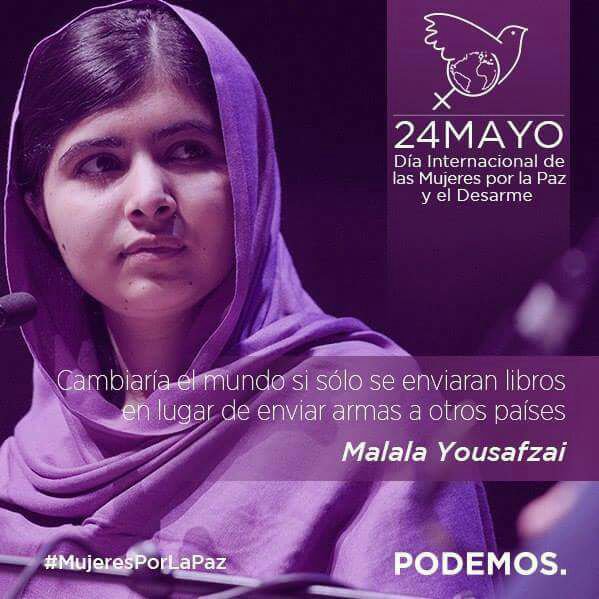 24MAYO
Día Internacional de
las Mujeres por la Paz
y el Desarme
Cambiaría el mundo si sólo se enviaran libros
en lugar de enviar armas a otros países
Malala Yousafzai
#MujeresPorLaPaz
PODEMOS.